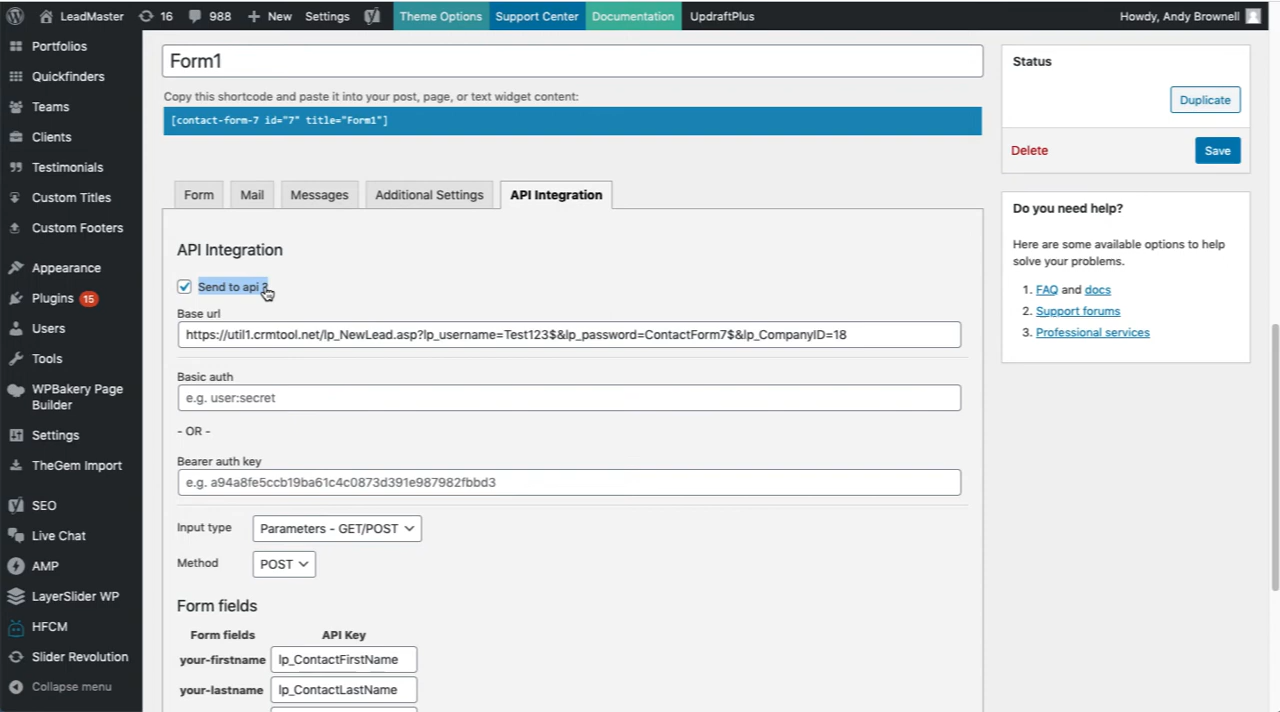 LeadMaster 16 988 New Settings Theme Options Support Center Documentation UpdraftPlus Howdy, Andy Brownell
Portfolios
Quickfinders
Teams
Clients
Testimonials
Custom Titles
Custom Footers
Appearance
Plugins 15
Users
Tools
WPBakery Page
Builder
Settings
TheGem Import
SEO
Live Chat
AMP
LayerSlider WP
HFCM
Slider Revolution
Collapse menu
Form1
Copy this shortcode and paste it into your post, page, or text widget content:
[contact-form-7 id="7" title="Form1"]
Form Mail Messages Additional Settings API Integration
API Integration
Send to api ?
Base url
https://util1.crmtool.net/lp_NewLead.asp?lp_username=Test123$&lp_password=ContactForm7$&lp_CompanyID=18
Basic auth
e.g. user:secret
- OR -
Bearer auth key
e.g. a94a8fe5ccb19ba61c4c0873d391e987982fbbd3
Input type Parameters - GET/POST
Method POST
Form fields
Form fields API Key
your-firstname lp_ContactFirstName
your-lastname lp_ContactLastName
Status
Duplicate
Delete Save
Do you need help?
Here are some available options to help
solve your problems.
1. FAQ and docs
2. Support forums
3. Professional services